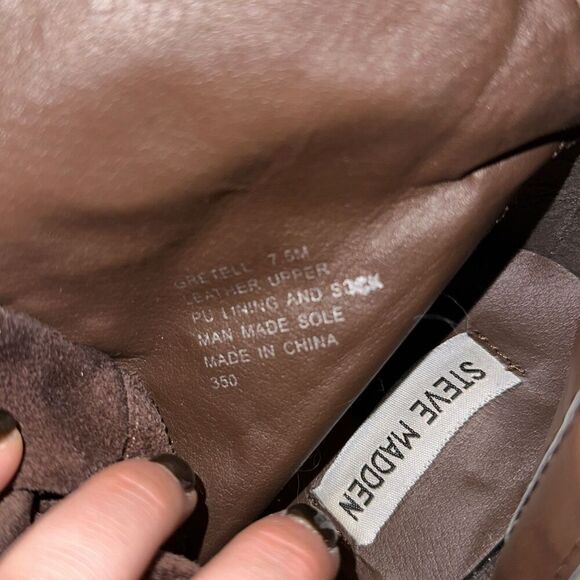 GRETELL 7.5M
LEATHER UPPER
PU LINING AND SOCK
MAN MADE SOLE
MADE IN CHINA
350
STEVE MADDEN